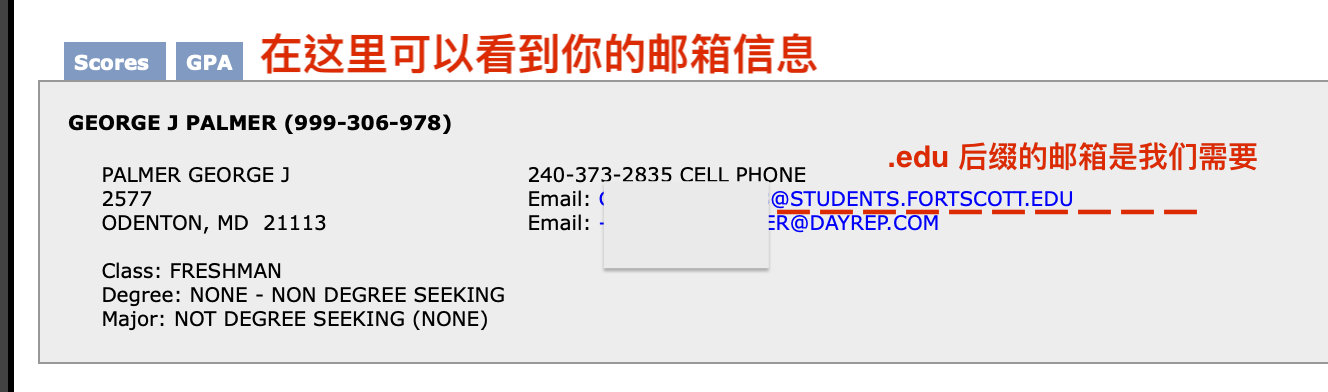 Scores GPA 在这里可以看到你的邮箱信息
GEORGE J PALMER (999-306-978)
.edu 后缀的邮箱是我们需要
PALMER GEORGE J 240-373-2835 CELL PHONE
2577 Email: @STUDENTS.FORTSCOTT.EDU
ODENTON, MD 21113 Email: ER@DAYREP.COM
Class: FRESHMAN
Degree: NONE - NON DEGREE SEEKING
Major: NOT DEGREE SEEKING (NONE)